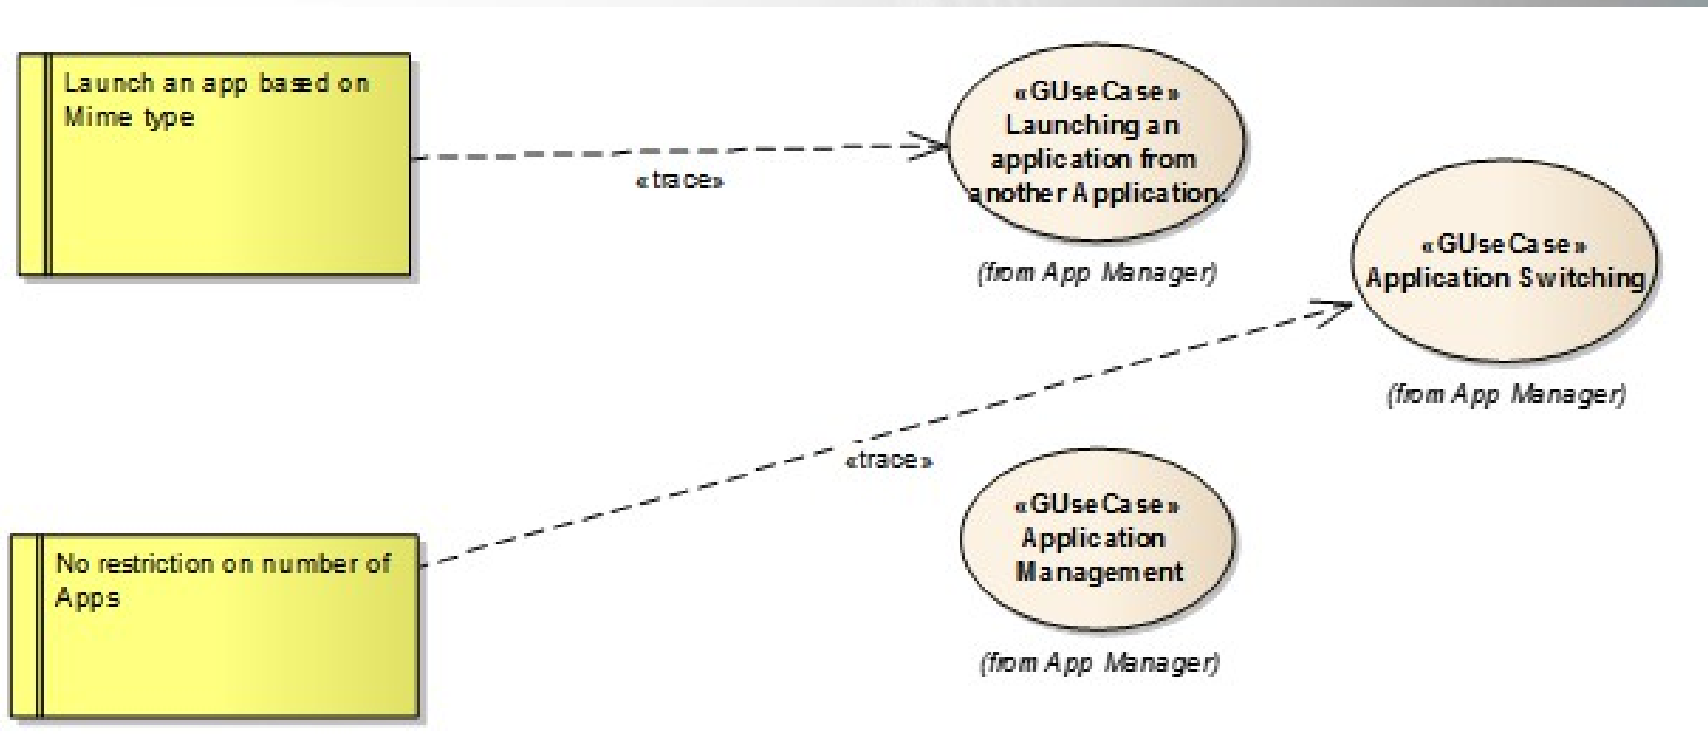 Launch an app based on
Mime type
«trace»
«GUseCase»
Launching an
application from
another Application.
(from App Manager)
«GUseCase»
Application Switching
(from App Manager)
«trace»
No restriction on number of
Apps
«GUseCase»
Application
Management
(from App Manager)